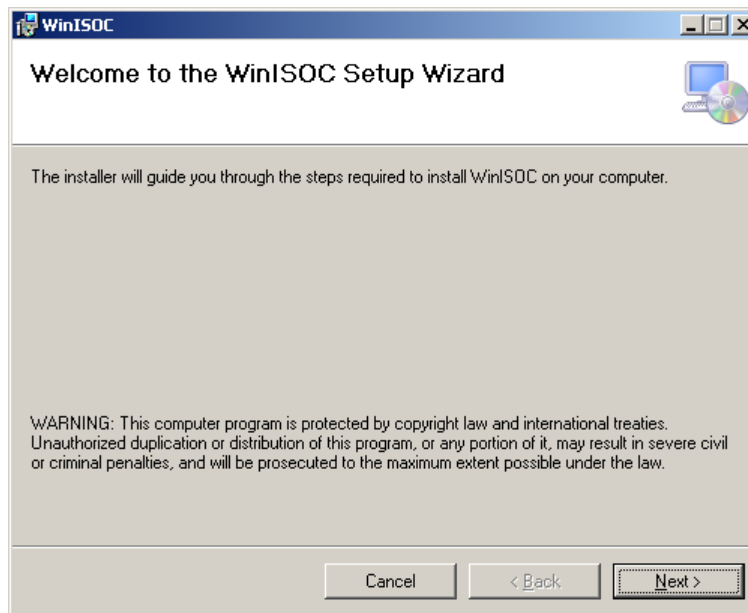 WinISOC
Welcome to the WinISOC Setup Wizard
The installer will guide you through the steps required to install WinISOC on your computer.
WARNING: This computer program is protected by copyright law and international treaties.
Unauthorized duplication or distribution of this program, or any portion of it, may result in severe civil
or criminal penalties, and will be prosecuted to the maximum extent possible under the law.
Cancel
< Back
Next >